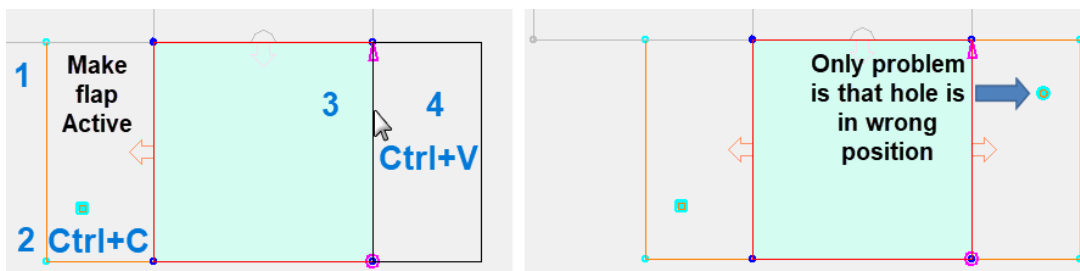 1
Make
flap
Active
3
4
Ctrl+V
2 Ctrl+C
Only problem
is that hole is
in wrong
position